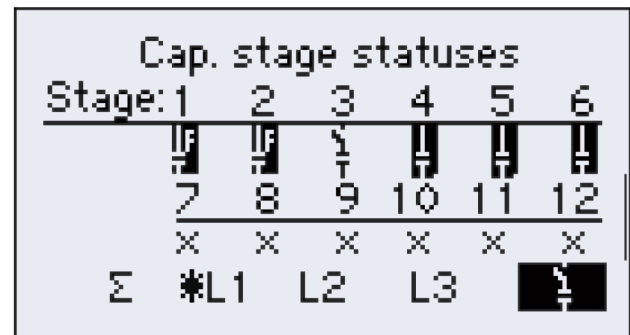 Cap. stage statuses
Stage: 1 2 3 4 5 6
F F
7 8 9 10 11 12
× × × × × ×
Σ ✱L1 L2 L3